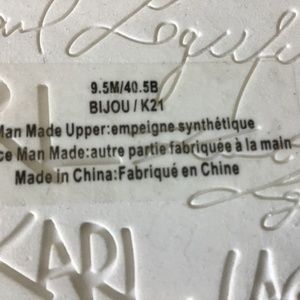 9.5M/40.5B
BIJOU / K21
Man Made Upper:empeigne synthétique
ce Man Made:autre partie fabriquée à la main
Made in China:Fabriqué en Chine
KARL